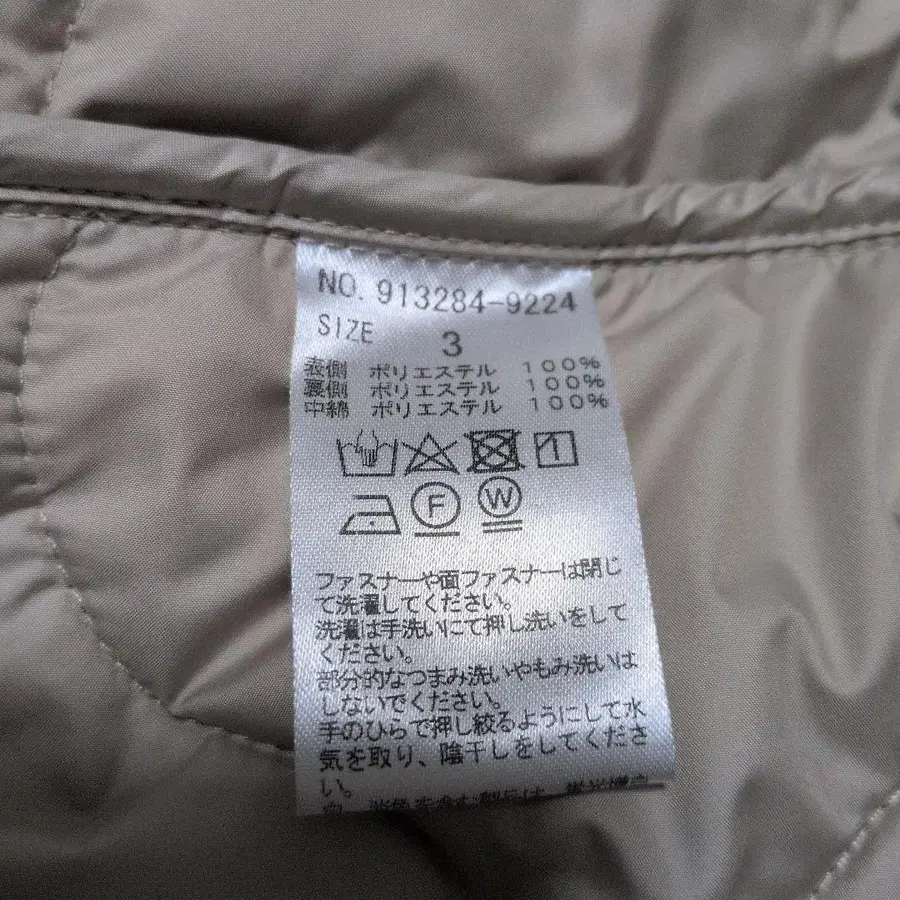 NO. 913284-9224
SIZE 3
表側 ポリエステル 100%
裏側 ポリエステル 100%
中綿 ポリエステル 100%
F W
ファスナーや面ファスナーは閉じ
て洗濯してください。
洗濯は手洗いにて押し洗いをして
ください。
部分的なつまみ洗いやもみ洗いは
しないでください。
手のひらで押し絞るようにして水
気を取り、陰干しをしてくださ
い。